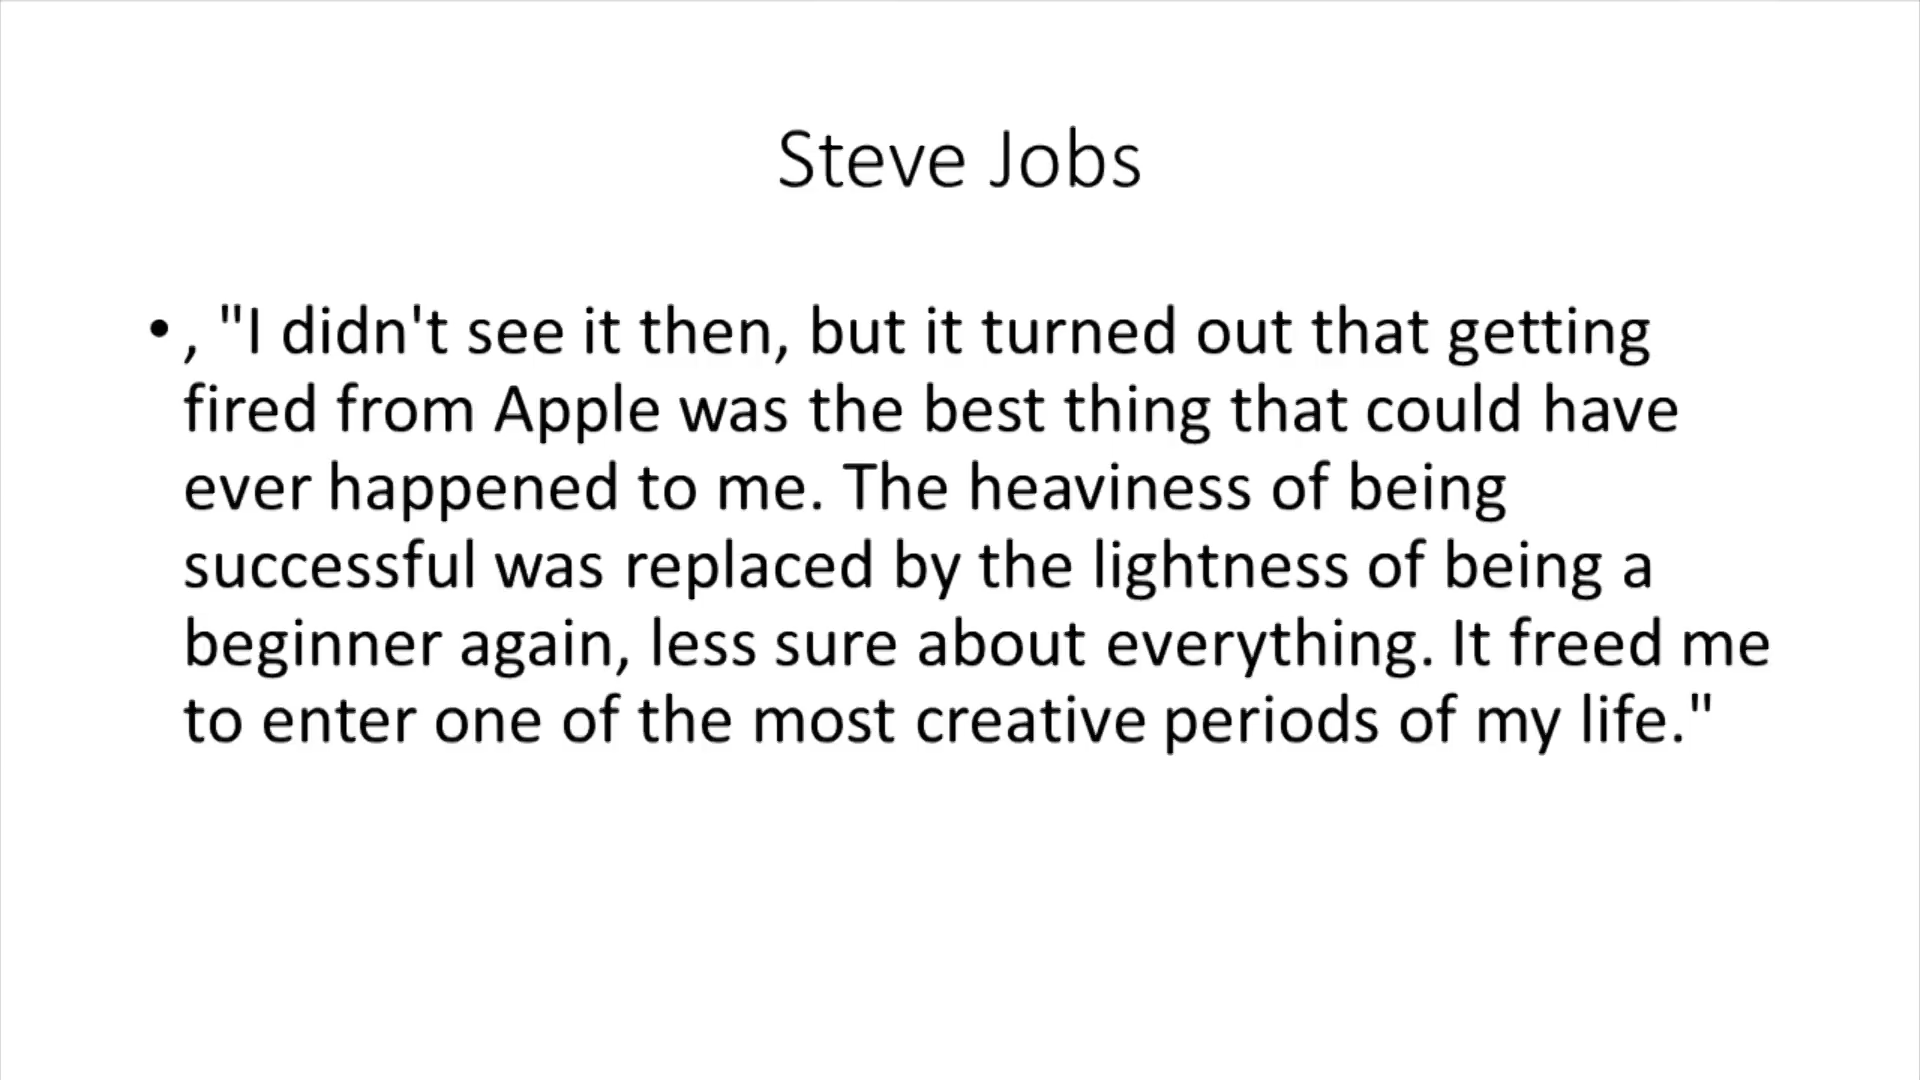 Steve Jobs
• , "I didn't see it then, but it turned out that getting
fired from Apple was the best thing that could have
ever happened to me. The heaviness of being
successful was replaced by the lightness of being a
beginner again, less sure about everything. It freed me
to enter one of the most creative periods of my life."